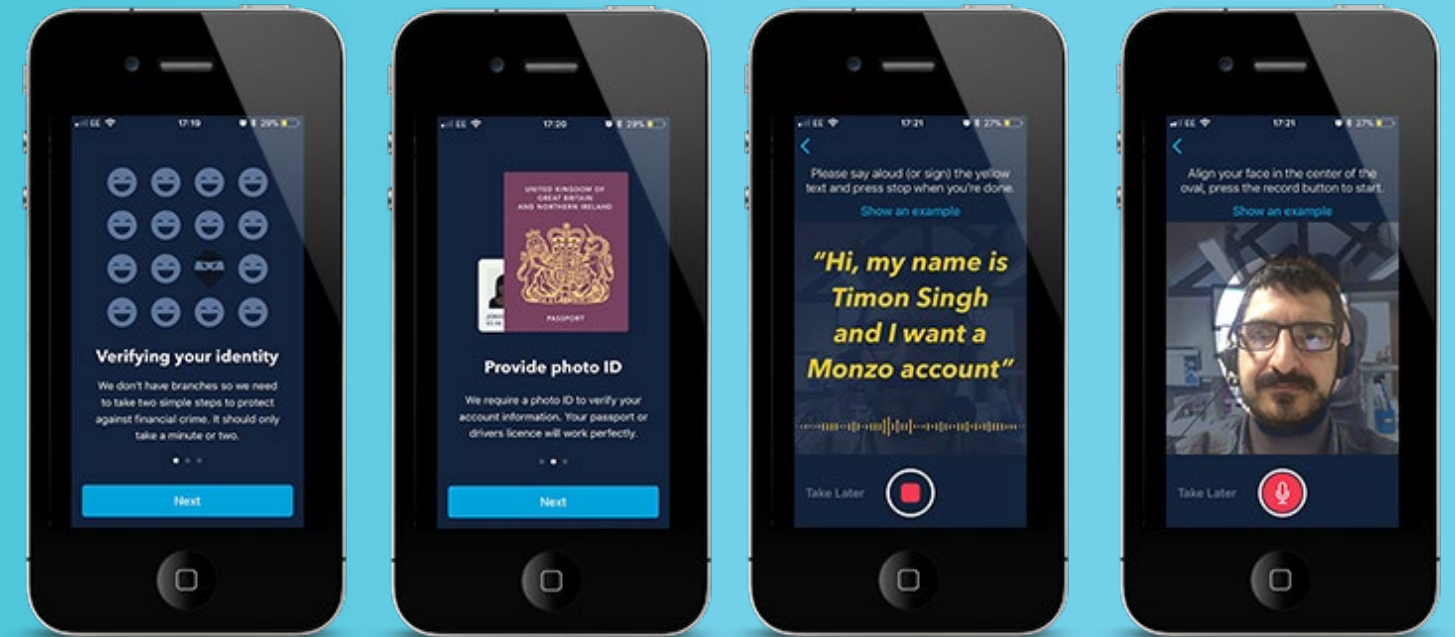 EE
17:19
29%
Verifying your identity
We don't have branches so we need
to take two simple steps to protect
against financial crime. It should only
take a minute or two.
Next
EE
17:20
29%
UNITED KINGDOM OF
GREAT BRITAIN
AND NORTHERN IRELAND
PASSPORT
Provide photo ID
We require a photo ID to verify your
account information. Your passport or
drivers licence will work perfectly.
Next
EE
17:21
27%
Please say aloud (or sign) the yellow
text and press stop when you're done.
Show an example
“Hi, my name is
Timon Singh
and I want a
Monzo account”
Take Later
EE
17:21
27%
Align your face in the center of the
oval, press the record button to start.
Show an example
Take Later